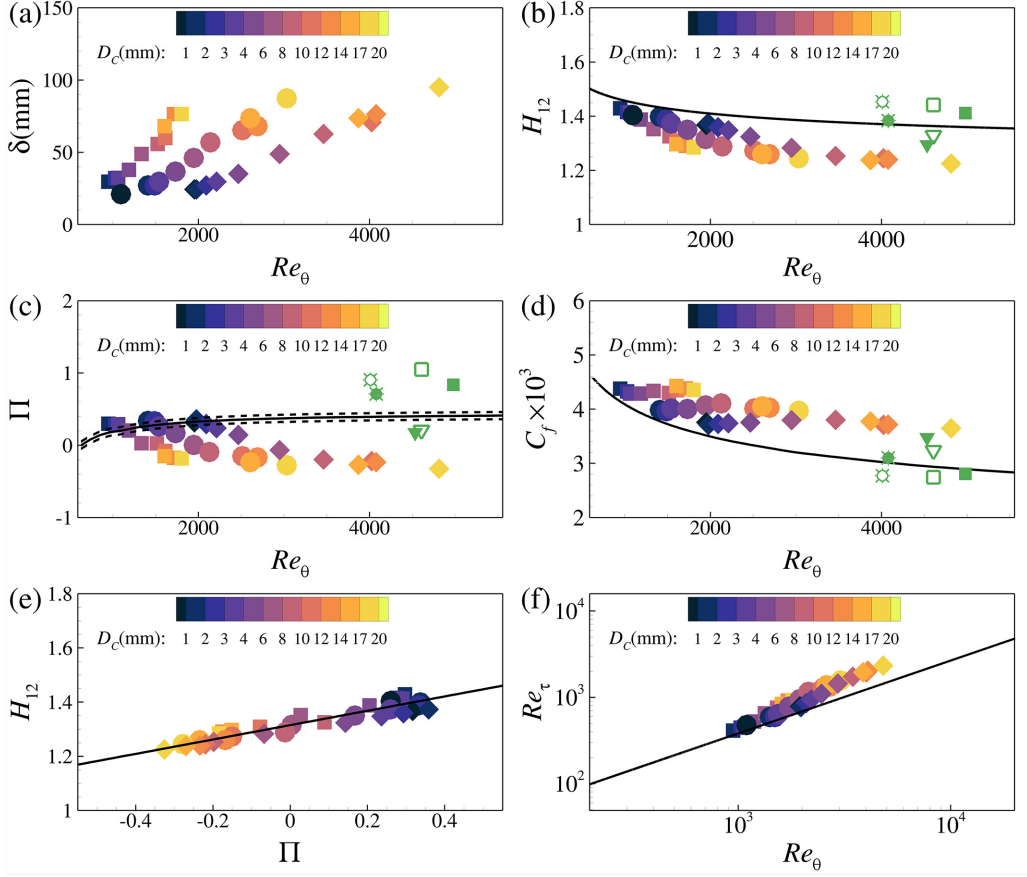 (a)
150
100
50
0
δ(mm)
D_C(mm): 1 2 3 4 6 8 10 12 14 17 20
2000 4000
Re_θ
(b)
1.8
1.6
1.4
1.2
1
H_12
D_C(mm): 1 2 3 4 6 8 10 12 14 17 20
2000 4000
Re_θ
(c)
2
1
0
-1
Π
D_C(mm): 1 2 3 4 6 8 10 12 14 17 20
2000 4000
Re_θ
(d)
6
5
4
3
2
C_f×10^3
D_C(mm): 1 2 3 4 6 8 10 12 14 17 20
2000 4000
Re_θ
(e)
1.8
1.6
1.4
1.2
1
H_12
D_C(mm): 1 2 3 4 6 8 10 12 14 17 20
-0.4 -0.2 0 0.2 0.4
Π
(f)
10^4
10^3
10^2
Re_τ
D_C(mm): 1 2 3 4 6 8 10 12 14 17 20
10^3 10^4
Re_θ